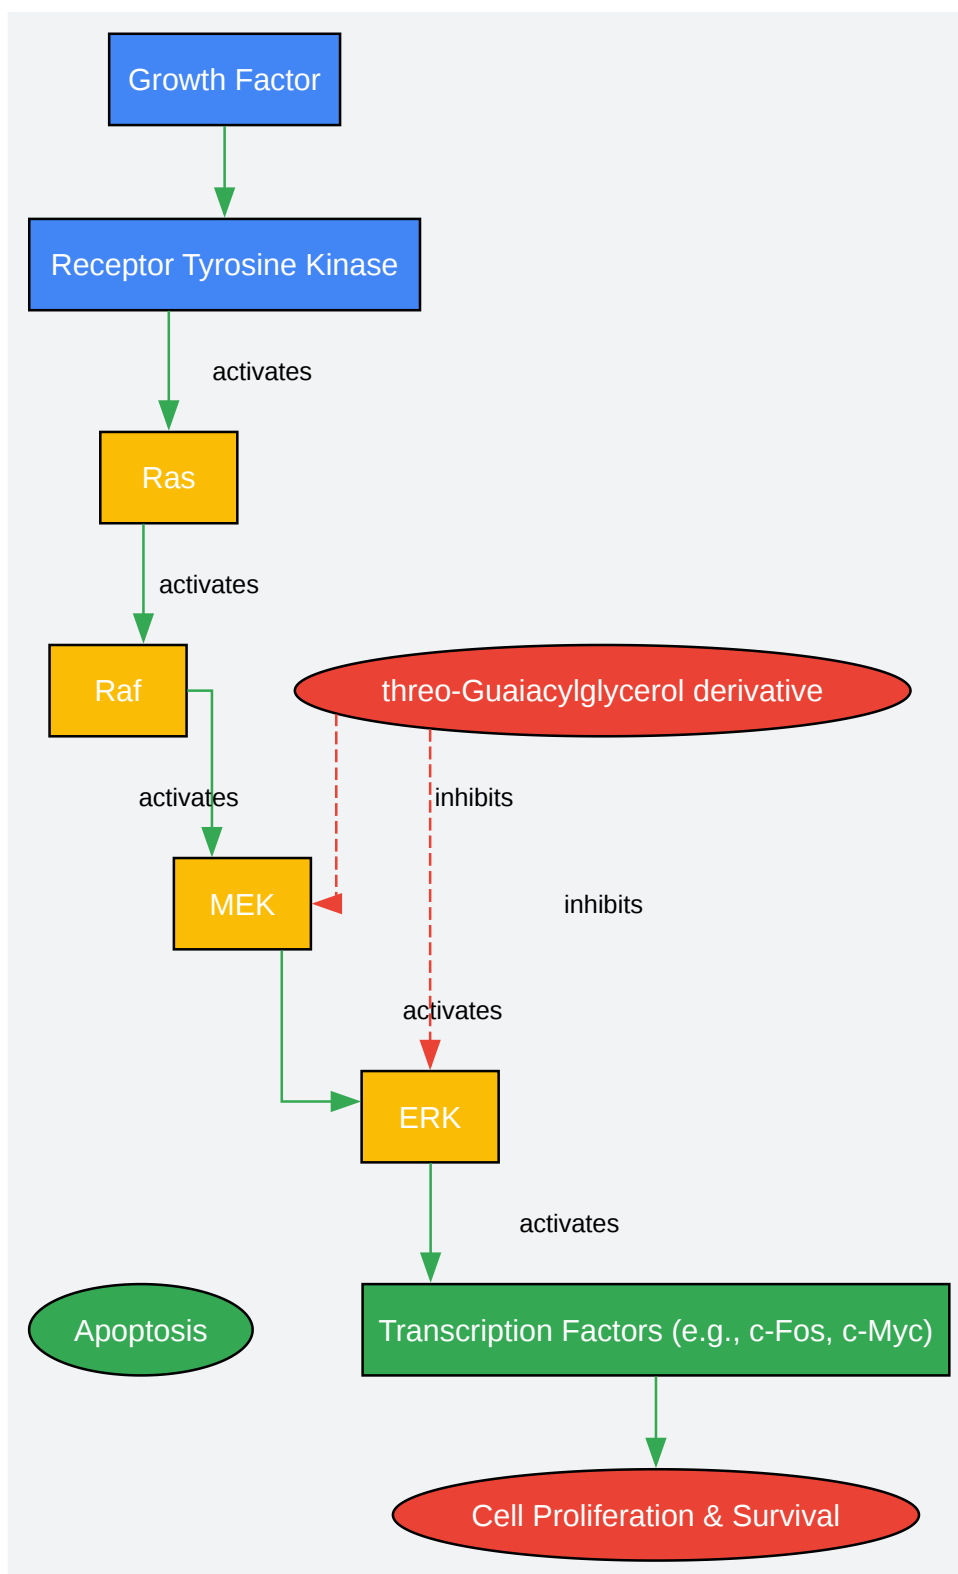 Growth Factor
Receptor Tyrosine Kinase
activates
Ras
activates
Raf
threo-Guaiacylglycerol derivative
activates
inhibits
MEK
inhibits
activates
ERK
activates
Apoptosis
Transcription Factors (e.g., c-Fos, c-Myc)
Cell Proliferation & Survival